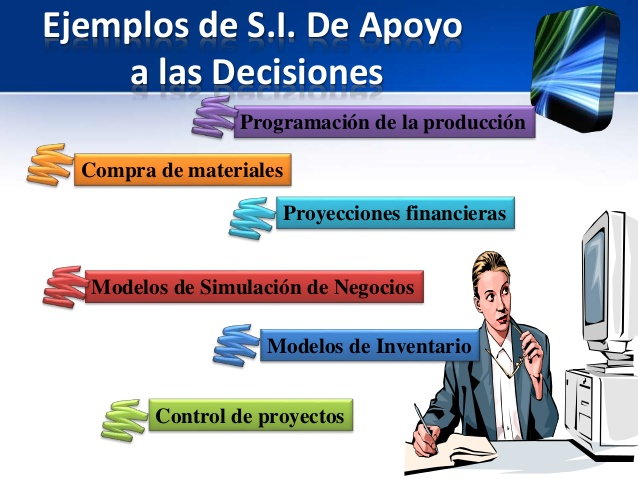 Ejemplos de S.I. De Apoyo
a las Decisiones
Programación de la producción
Compra de materiales
Proyecciones financieras
Modelos de Simulación de Negocios
Modelos de Inventario
Control de proyectos